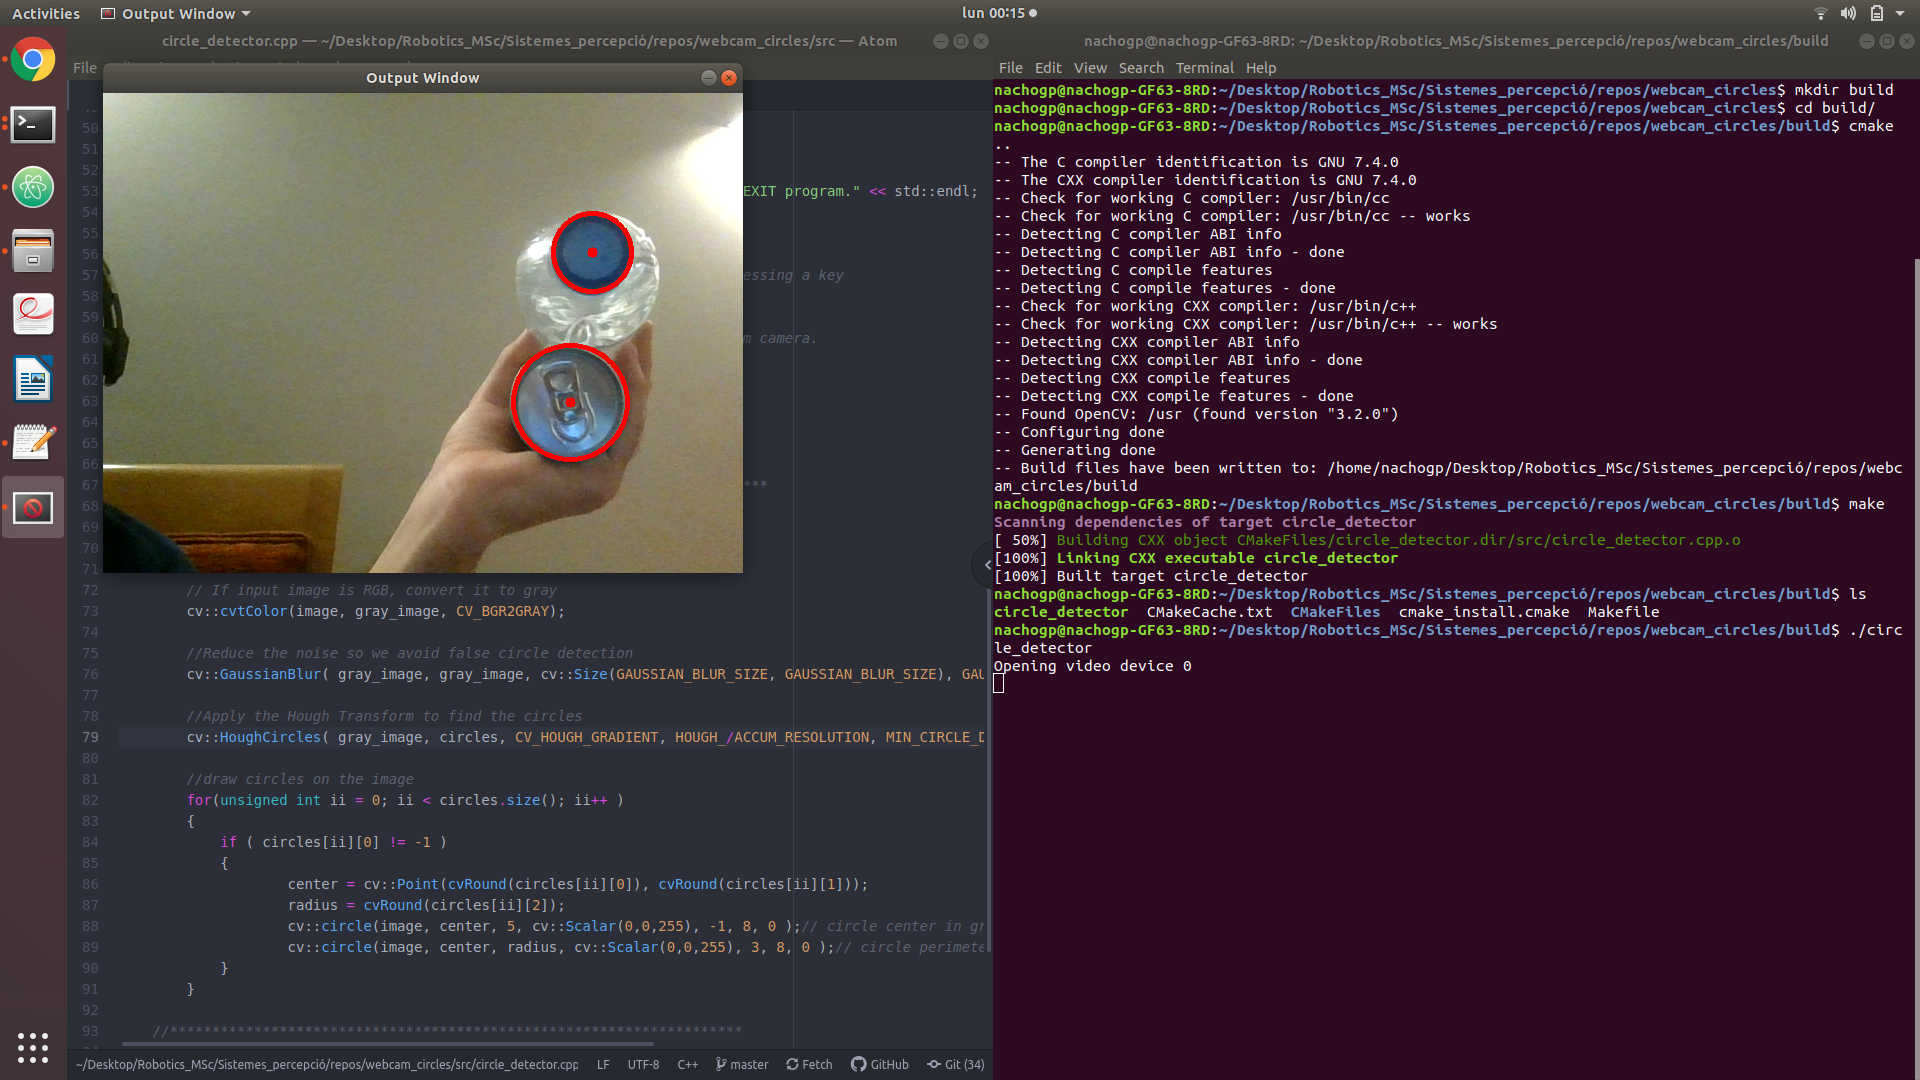 Activities
Output Window
lun 00:15
circle_detector.cpp — ~/Desktop/Robotics_MSc/Sistemes_percepció/repos/webcam_circles/src — Atom
File
Output Window
50
51
52
53 EXIT program." << std::endl;
54
55
56
57 essing a key
58
59
60 m camera.
61
62
63
64
65
66
67 ***
68
69
70
71
72 // If input image is RGB, convert it to gray
73 cv::cvtColor(image, gray_image, CV_BGR2GRAY);
74
75 //Reduce the noise so we avoid false circle detection
76 cv::GaussianBlur( gray_image, gray_image, cv::Size(GAUSSIAN_BLUR_SIZE, GAUSSIAN_BLUR_SIZE), GAU
77
78 //Apply the Hough Transform to find the circles
79 cv::HoughCircles( gray_image, circles, CV_HOUGH_GRADIENT, HOUGH_/ACCUM_RESOLUTION, MIN_CIRCLE_D
80
81 //draw circles on the image
82 for(unsigned int ii = 0; ii < circles.size(); ii++ )
83 {
84 if ( circles[ii][0] != -1 )
85 {
86 center = cv::Point(cvRound(circles[ii][0]), cvRound(circles[ii][1]));
87 radius = cvRound(circles[ii][2]);
88 cv::circle(image, center, 5, cv::Scalar(0,0,255), -1, 8, 0 );// circle center in gr
89 cv::circle(image, center, radius, cv::Scalar(0,0,255), 3, 8, 0 );// circle perimete
90 }
91 }
92
93 //********************************************************************
~/Desktop/Robotics_MSc/Sistemes_percepció/repos/webcam_circles/src/circle_detector.cpp LF UTF-8 C++ master Fetch GitHub Git (34)
nachogp@nachogp-GF63-8RD: ~/Desktop/Robotics_MSc/Sistemes_percepció/repos/webcam_circles/build
File Edit View Search Terminal Help
nachogp@nachogp-GF63-8RD:~/Desktop/Robotics_MSc/Sistemes_percepció/repos/webcam_circles$ mkdir build
nachogp@nachogp-GF63-8RD:~/Desktop/Robotics_MSc/Sistemes_percepció/repos/webcam_circles$ cd build/
nachogp@nachogp-GF63-8RD:~/Desktop/Robotics_MSc/Sistemes_percepció/repos/webcam_circles/build$ cmake
..
-- The C compiler identification is GNU 7.4.0
-- The CXX compiler identification is GNU 7.4.0
-- Check for working C compiler: /usr/bin/cc
-- Check for working C compiler: /usr/bin/cc -- works
-- Detecting C compiler ABI info
-- Detecting C compiler ABI info - done
-- Detecting C compile features
-- Detecting C compile features - done
-- Check for working CXX compiler: /usr/bin/c++
-- Check for working CXX compiler: /usr/bin/c++ -- works
-- Detecting CXX compiler ABI info
-- Detecting CXX compiler ABI info - done
-- Detecting CXX compile features
-- Detecting CXX compile features - done
-- Found OpenCV: /usr (found version "3.2.0")
-- Configuring done
-- Generating done
-- Build files have been written to: /home/nachogp/Desktop/Robotics_MSc/Sistemes_percepció/repos/webc
am_circles/build
nachogp@nachogp-GF63-8RD:~/Desktop/Robotics_MSc/Sistemes_percepció/repos/webcam_circles/build$ make
Scanning dependencies of target circle_detector
[ 50%] Building CXX object CMakeFiles/circle_detector.dir/src/circle_detector.cpp.o
[100%] Linking CXX executable circle_detector
[100%] Built target circle_detector
nachogp@nachogp-GF63-8RD:~/Desktop/Robotics_MSc/Sistemes_percepció/repos/webcam_circles/build$ ls
circle_detector CMakeCache.txt CMakeFiles cmake_install.cmake Makefile
nachogp@nachogp-GF63-8RD:~/Desktop/Robotics_MSc/Sistemes_percepció/repos/webcam_circles/build$ ./circ
le_detector
Opening video device 0